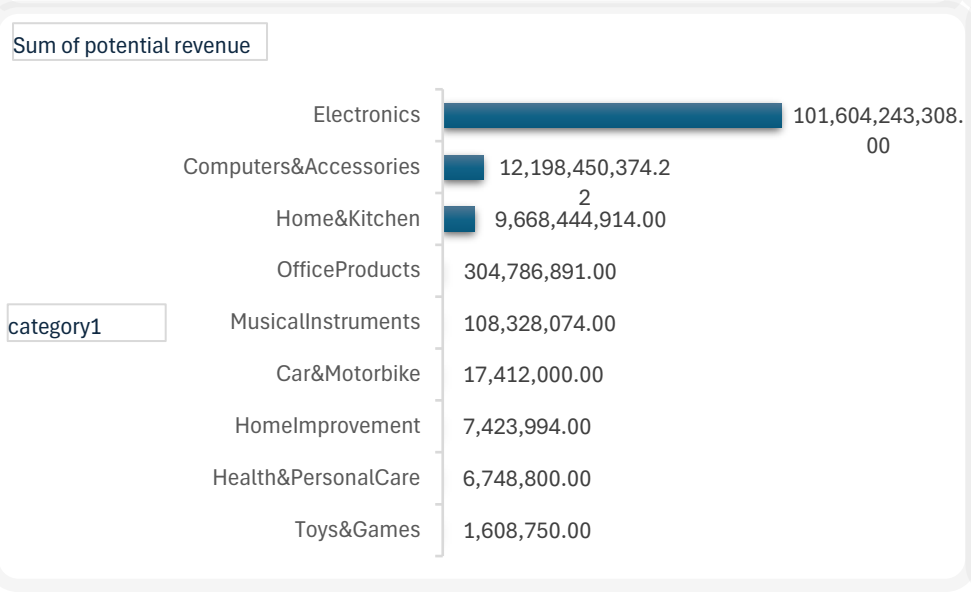 Sum of potential revenue
Electronics 101,604,243,308.
00
Computers&Accessories 12,198,450,374.2
2
Home&Kitchen 9,668,444,914.00
OfficeProducts 304,786,891.00
MusicalInstruments 108,328,074.00
category1
Car&Motorbike 17,412,000.00
HomeImprovement 7,423,994.00
Health&PersonalCare 6,748,800.00
Toys&Games 1,608,750.00